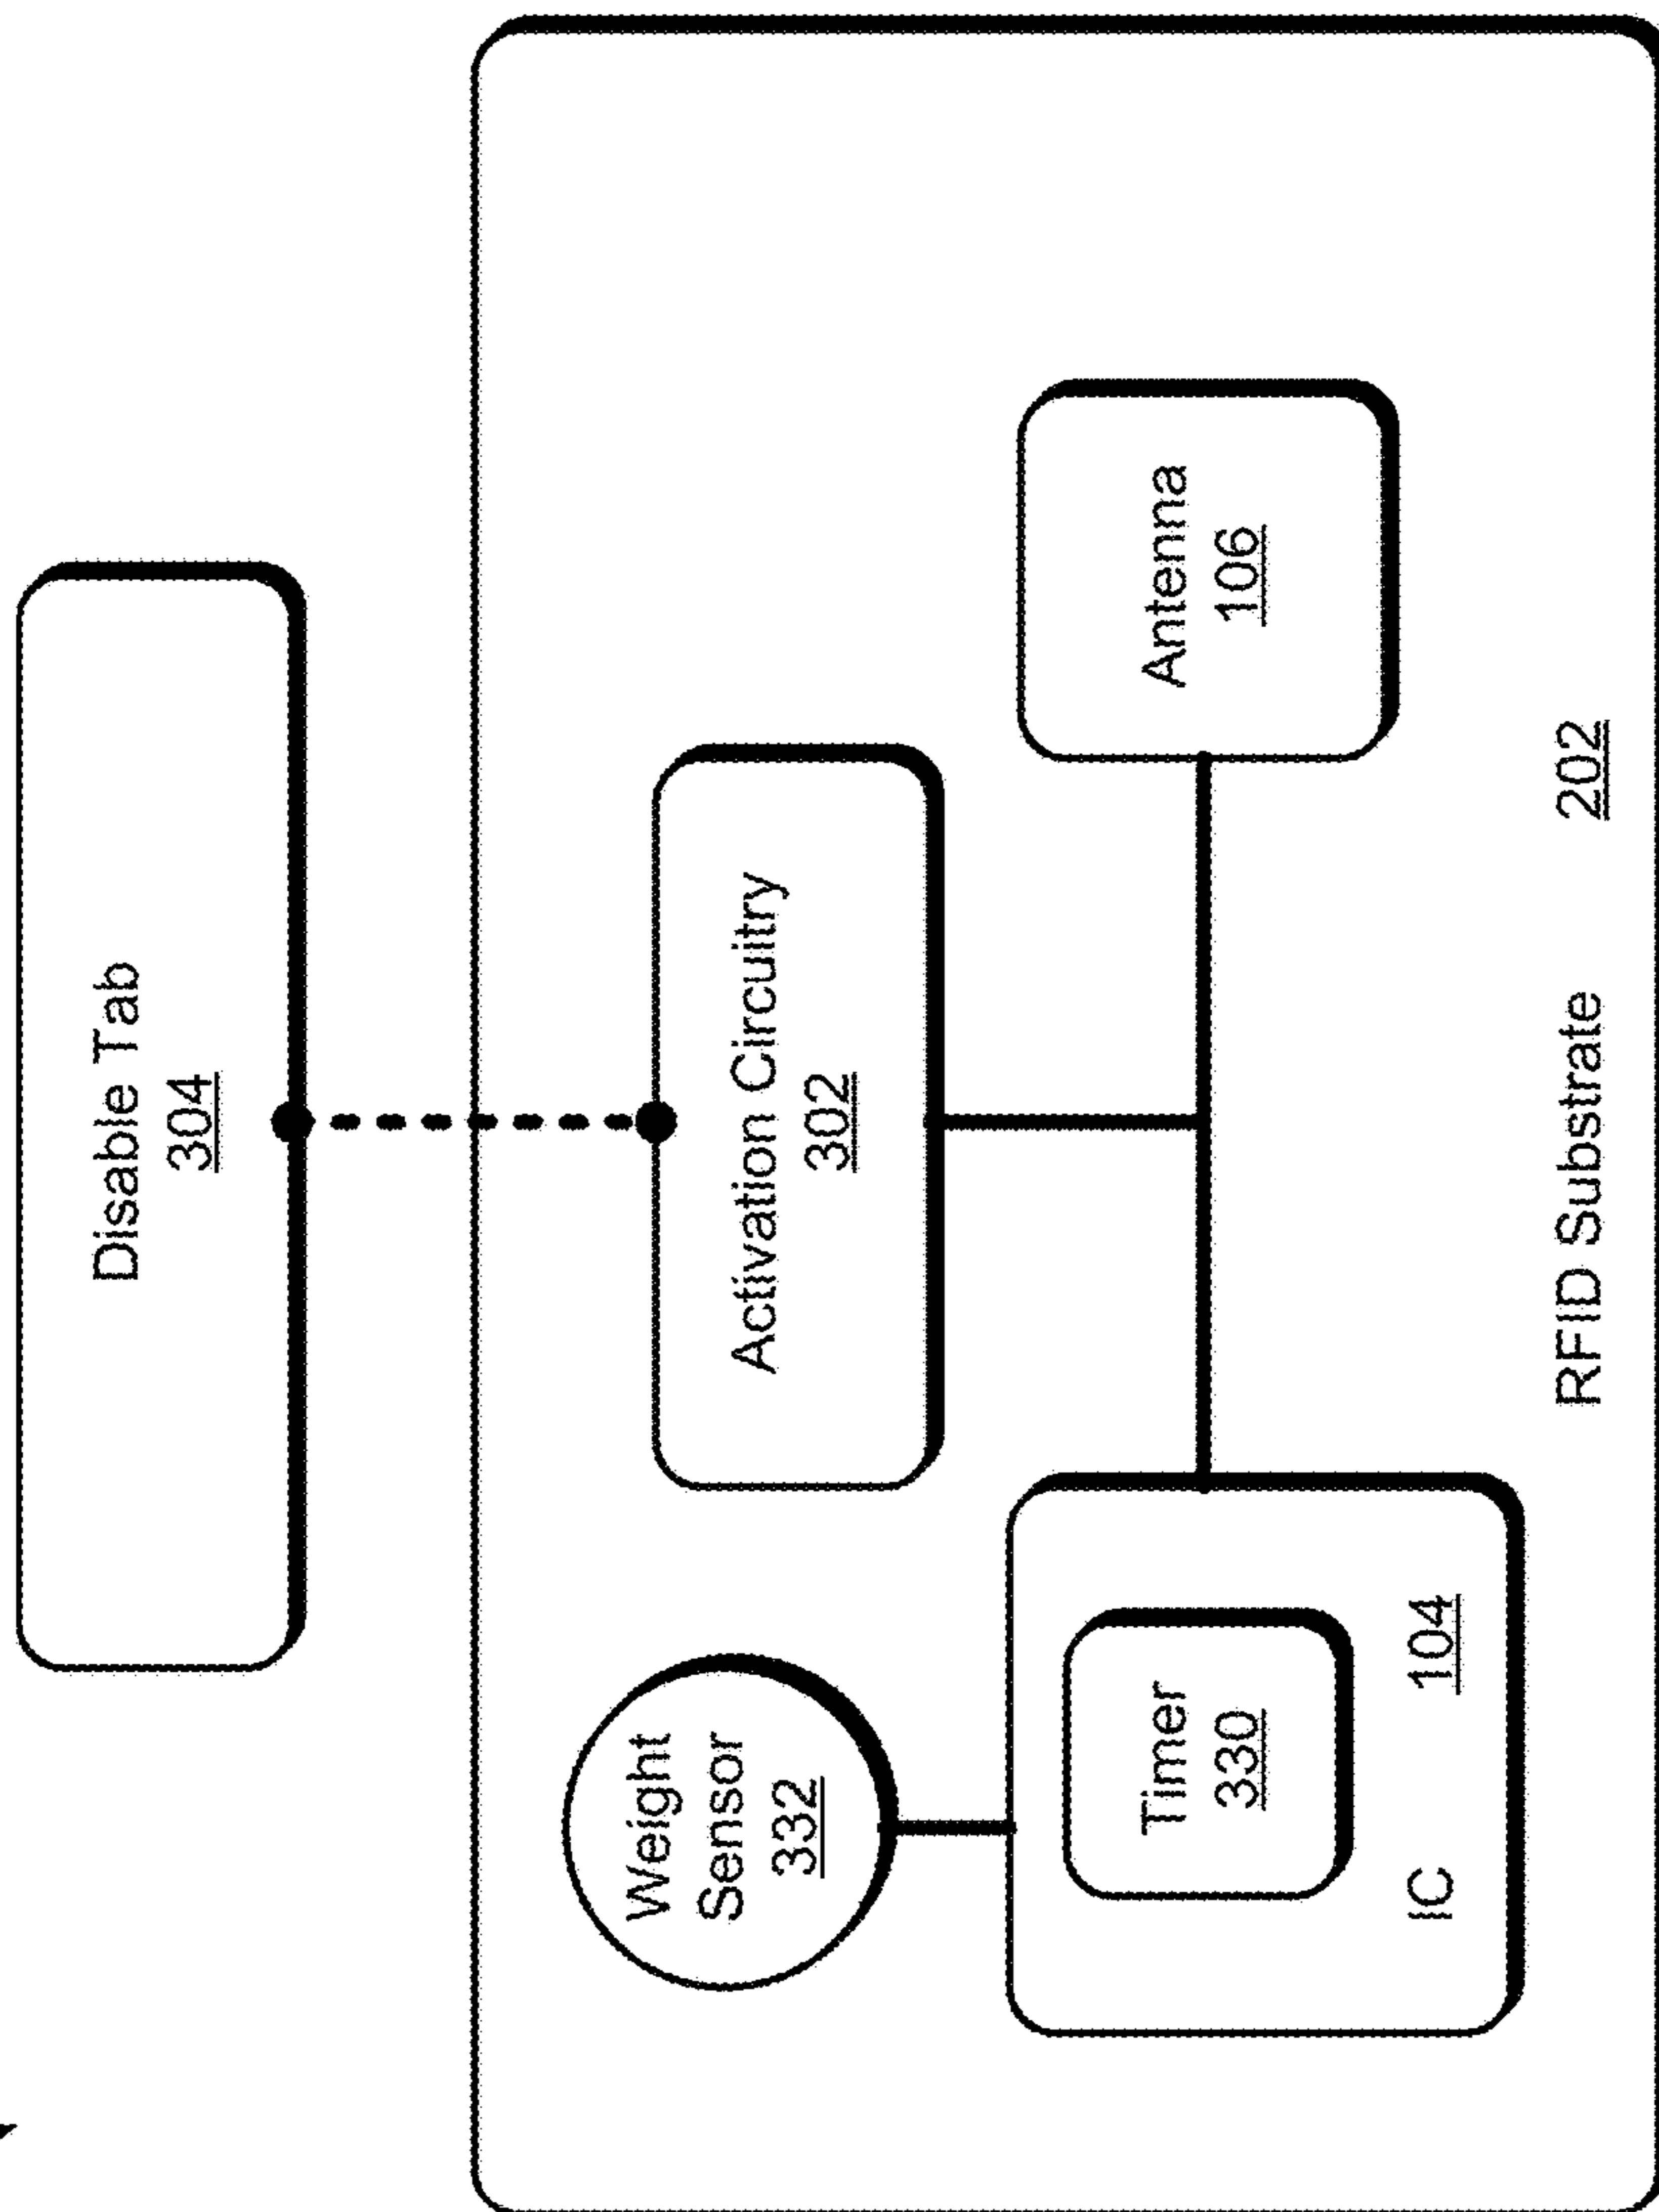 Disable Tab
304
Activation Circuitry
302
Weight
Sensor
332
Antenna
106
Timer
330
IC
104
RFID Substrate
202